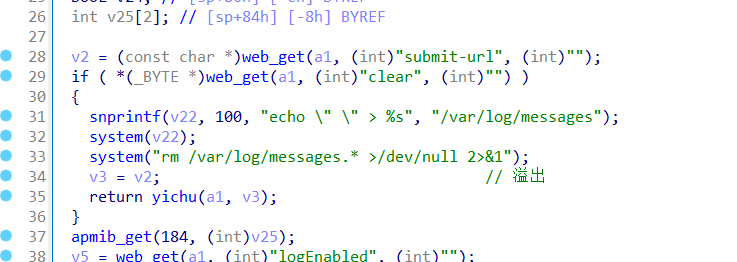 26 int v25[2]; // [sp+84h] [-8h] BYREF
27
28 v2 = (const char *)web_get(a1, (int)"submit-url", (int)"");
29 if ( *(_BYTE *)web_get(a1, (int)"clear", (int)"") )
30 {
31 snprintf(v22, 100, "echo \" \" > %s", "/var/log/messages");
32 system(v22);
33 system("rm /var/log/messages.* >/dev/null 2>&1");
34 v3 = v2; // 溢出
35 return yichu(a1, v3);
36 }
37 apmib_get(184, (int)v25);
38 v5 = web_get(a1, (int)"logEnabled", (int)"");